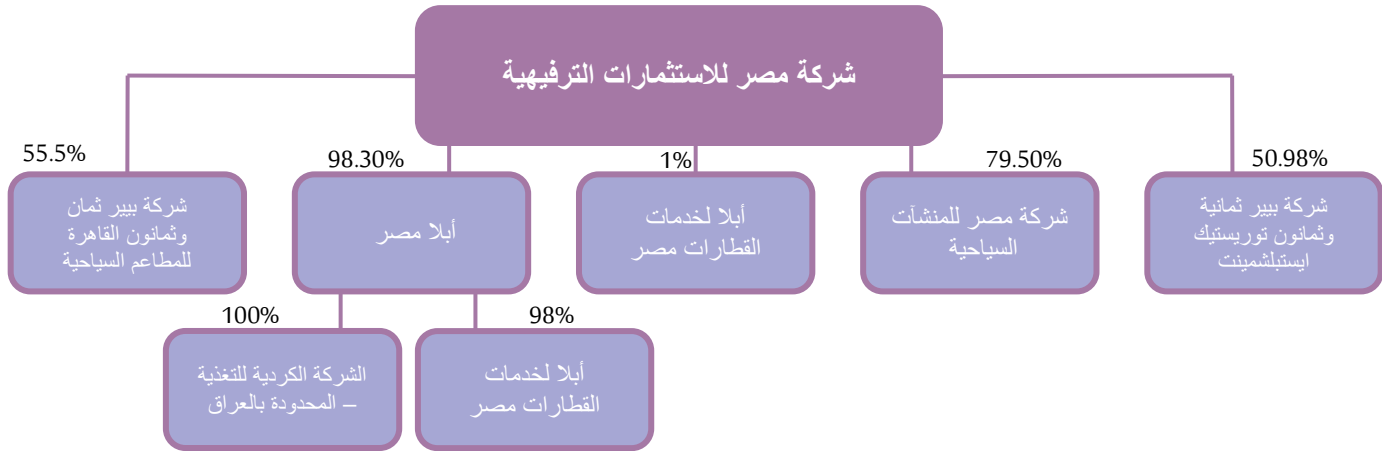 شركة مصر للاستثمارات الترفيهية
50.98%
79.50%
1%
98.30%
55.5%
شركة بيير ثمانية
وثمانون توريستيك
ايستبلشمينت
شركة مصر للمنشآت
السياحية
أبلا لخدمات
القطارات مصر
أبلا مصر
شركة بيير ثمان
وثمانون القاهرة
للمطاعم السياحية
98%
100%
أبلا لخدمات
القطارات مصر
الشركة الكردية للتغذية
– المحدودة بالعراق